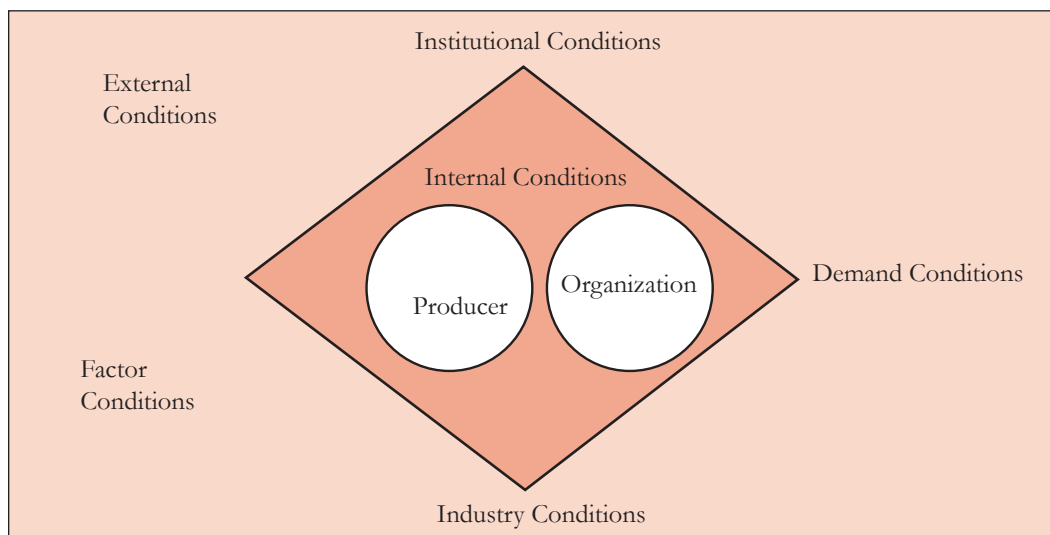 Institutional Conditions
External
Conditions
Internal Conditions
Producer
Organization
Demand Conditions
Factor
Conditions
Industry Conditions